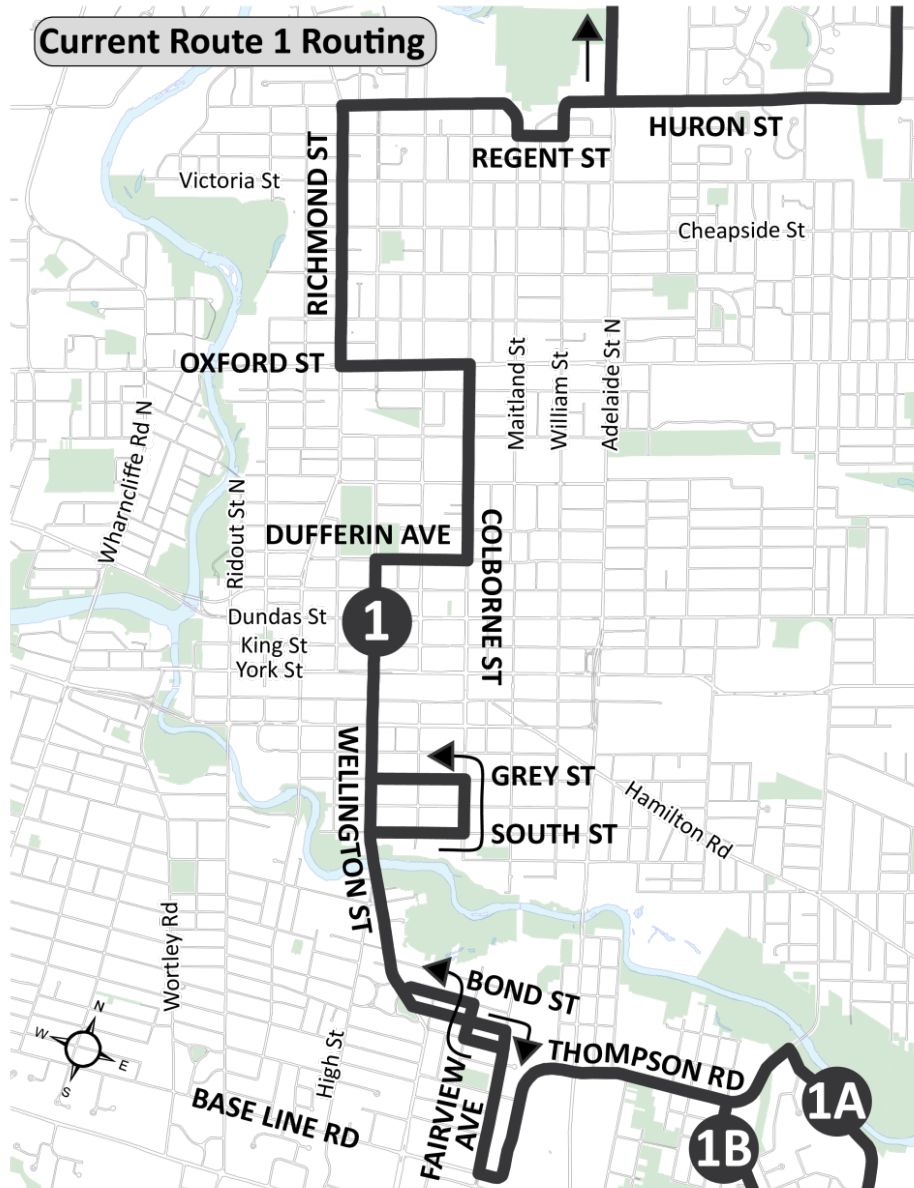 Current Route 1 Routing
HURON ST
REGENT ST
RICHMOND ST
Victoria St
Cheapside St
OXFORD ST
Maitland St
William St
Adelaide St N
Wharncliffe Rd N
Ridout St N
DUFFERIN AVE
COLBORNE ST
Dundas St
1
King St
York St
WELLINGTON ST
GREY ST
SOUTH ST
Hamilton Rd
Wortley Rd
BOND ST
N
W
E
S
High St
THOMPSON RD
BASE LINE RD
FAIRVIEW
AVE
1A
1B